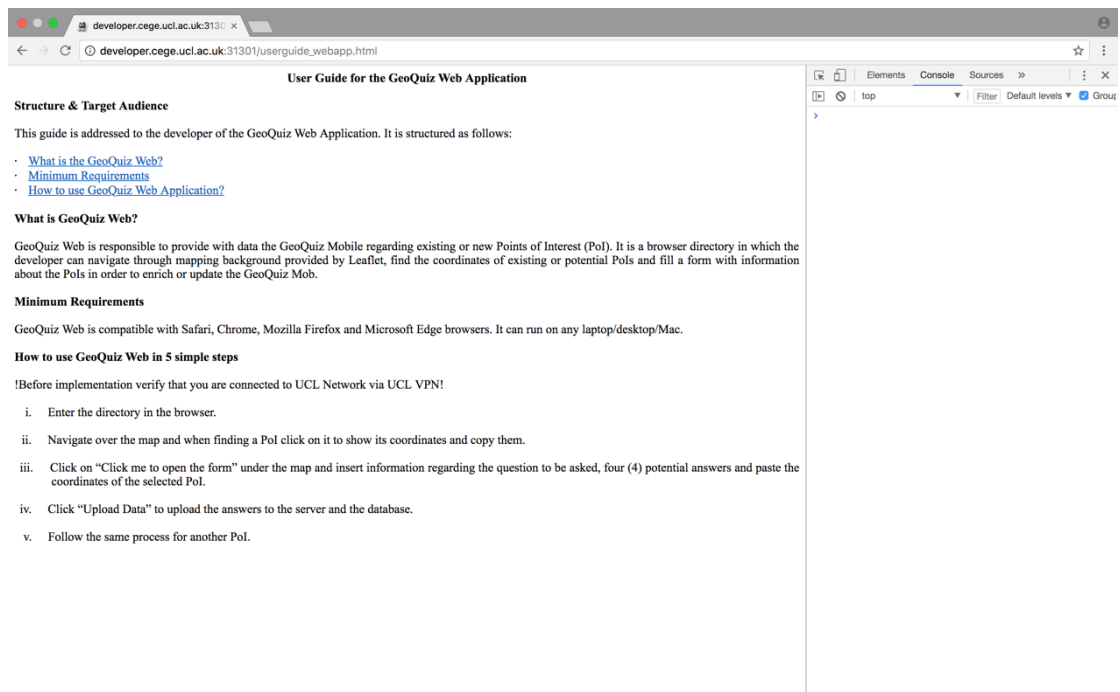 developer.cege.ucl.ac.uk:3130
developer.cege.ucl.ac.uk:31301/userguide_webapp.html
Elements Console Sources »
top Filter Default levels Group
User Guide for the GeoQuiz Web Application
Structure & Target Audience
This guide is addressed to the developer of the GeoQuiz Web Application. It is structured as follows:
· What is the GeoQuiz Web?
· Minimum Requirements
· How to use GeoQuiz Web Application?
What is GeoQuiz Web?
GeoQuiz Web is responsible to provide with data the GeoQuiz Mobile regarding existing or new Points of Interest (PoI). It is a browser directory in which the
developer can navigate through mapping background provided by Leaflet, find the coordinates of existing or potential PoIs and fill a form with information
about the PoIs in order to enrich or update the GeoQuiz Mob.
Minimum Requirements
GeoQuiz Web is compatible with Safari, Chrome, Mozilla Firefox and Microsoft Edge browsers. It can run on any laptop/desktop/Mac.
How to use GeoQuiz Web in 5 simple steps
!Before implementation verify that you are connected to UCL Network via UCL VPN!
i. Enter the directory in the browser.
ii. Navigate over the map and when finding a PoI click on it to show its coordinates and copy them.
iii. Click on “Click me to open the form” under the map and insert information regarding the question to be asked, four (4) potential answers and paste the
coordinates of the selected PoI.
iv. Click “Upload Data” to upload the answers to the server and the database.
v. Follow the same process for another PoI.